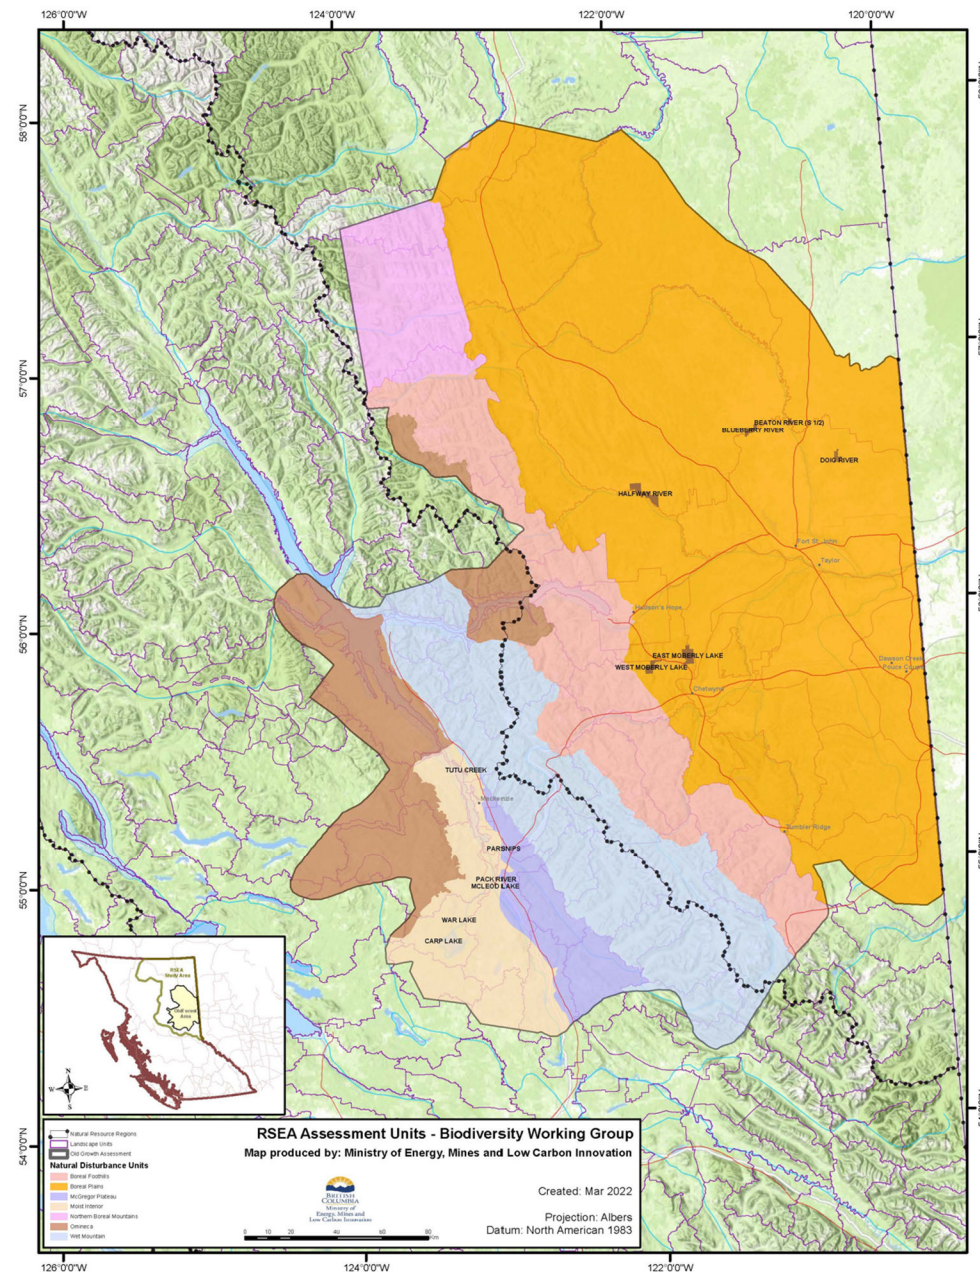 126°0'0"W 124°0'0"W 122°0'0"W 120°0'0"W
58°0'0"N
57°0'0"N
56°0'0"N
55°0'0"N
54°0'0"N
BEATON RIVER (S 1/2)
BLUEBERRY RIVER
DOIG RIVER
HALFWAY RIVER
Fort St. John
Taylor
Hudson's Hope
EAST MOBERLY LAKE
WEST MOBERLY LAKE
Dawson Creek
Pouce Coupe
Chetwynd
TUTU CREEK
Mackenzie
Tumbler Ridge
PARSNIPS
PACK RIVER
MCLEOD LAKE
WAR LAKE
CARP LAKE
RSEA
Study Area
Area
N
W E
S
RSEA Assessment Units - Biodiversity Working Group
Map produced by: Ministry of Energy, Mines and Low Carbon Innovation
Natural Resource Regions
Landscape Units
Old Growth Assessment
Natural Disturbance Units
Boreal Foothills
Boreal Plains
McGregor Plateau
Moist Interior
Northern Boreal Mountains
Omineca
Wet Mountain
BRITISH
COLUMBIA
Ministry of
Energy, Mines and
Low Carbon Innovation
0 10 20 40 60 80
Km
Created: Mar 2022
Projection: Albers
Datum: North American 1983
126°0'0"W 124°0'0"W 122°0'0"W